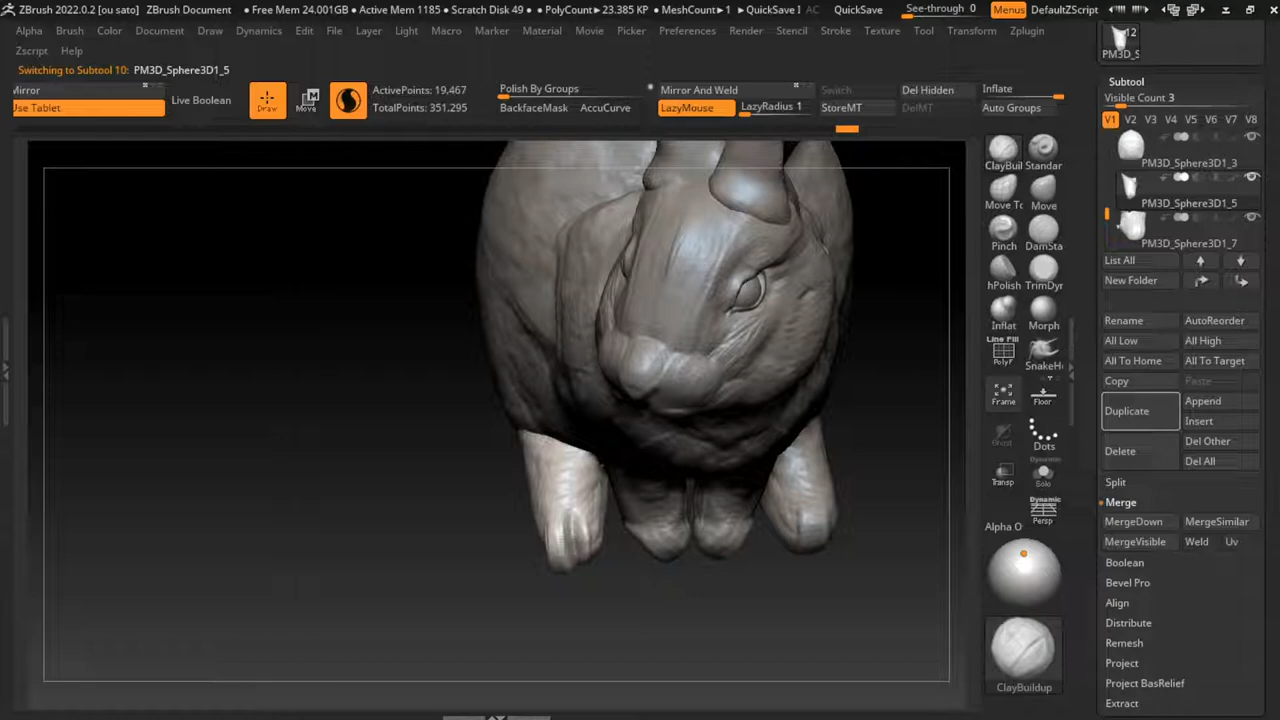 ZBrush 2022.0.2 [ou sato]   ZBrush Document   ● Free Mem 24.001GB ● Active Mem 1185 ● Scratch Disk 49 ● ▸PolyCount▸23.385 KP ● MeshCount▸1 ▸QuickSave I   AC   QuickSave   See-through 0   Menus   DefaultZScript
Alpha   Brush   Color   Document   Draw   Dynamics   Edit   File   Layer   Light   Macro   Marker   Material   Movie   Picker   Preferences   Render   Stencil   Stroke   Texture   Tool   Transform   Zplugin
Zscript   Help
Switching to Subtool 10: PM3D_Sphere3D1_5
Mirror
Use Tablet
Live Boolean
Draw
Move
ActivePoints: 19,467
TotalPoints: 351.295
Polish By Groups
BackfaceMask   AccuCurve
Mirror And Weld
LazyMouse   LazyRadius 1
Switch
StoreMT
Del Hidden
DelMT
Inflate
Auto Groups
12
PM3D_S
Subtool
Visible Count 3
V1   V2   V3   V4   V5   V6   V7   V8
PM3D_Sphere3D1_3
PM3D_Sphere3D1_5
PM3D_Sphere3D1_7
List All
New Folder
Rename   AutoReorder
All Low   All High
All To Home   All To Target
Copy   Paste
Duplicate
Append
Insert
Delete
Del Other
Del All
Split
Merge
MergeDown   MergeSimilar
MergeVisible   Weld   Uv
Boolean
Bevel Pro
Align
Distribute
Remesh
Project
Project BasRelief
Extract
ClayBuil   Standar
Move To   Move
Pinch   DamSta
hPolish   TrimDyr
Inflat   Morph
Line Fill
PolyF   SnakeHo
Frame   Floor
Ghost   Dots
Dynamic
Transp   Solo
Dynamic
Persp
Alpha O
ClayBuildup